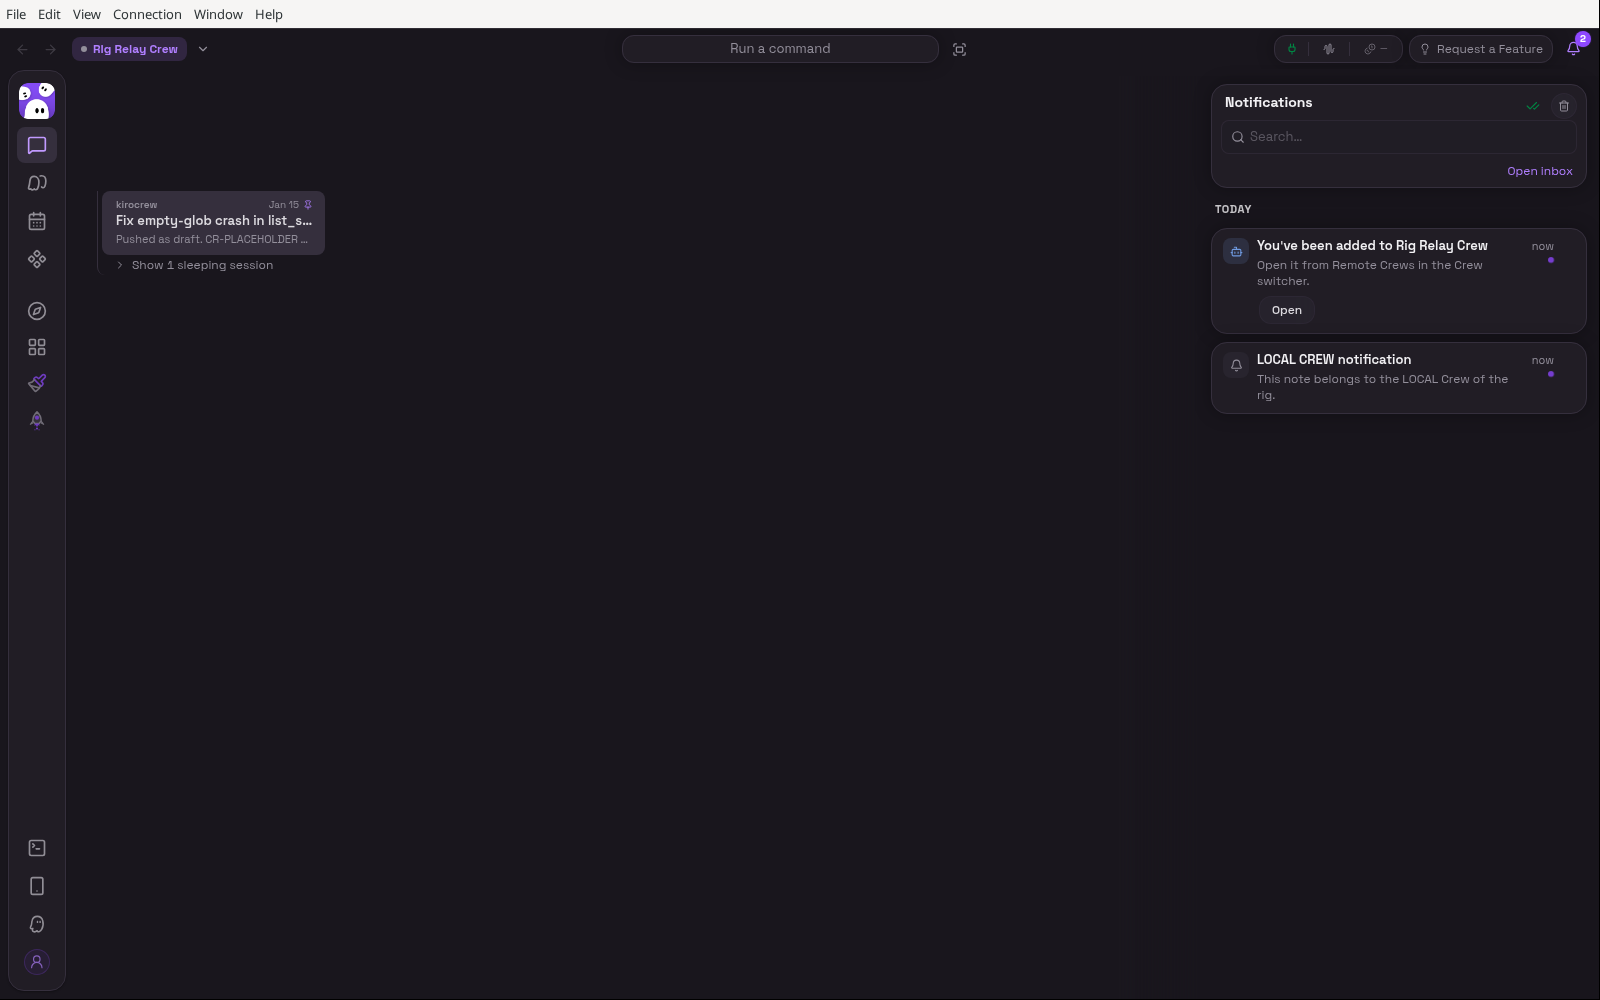 File Edit View Connection Window Help
Rig Relay Crew
Run a command
Request a Feature
2
Notifications
Search...
Open inbox
TODAY
You've been added to Rig Relay Crew
now
Open it from Remote Crews in the Crew
switcher.
Open
LOCAL CREW notification
now
This note belongs to the LOCAL Crew of the
rig.
kirocrew
Jan 15
Fix empty-glob crash in list_s...
Pushed as draft. CR-PLACEHOLDER ...
Show 1 sleeping session